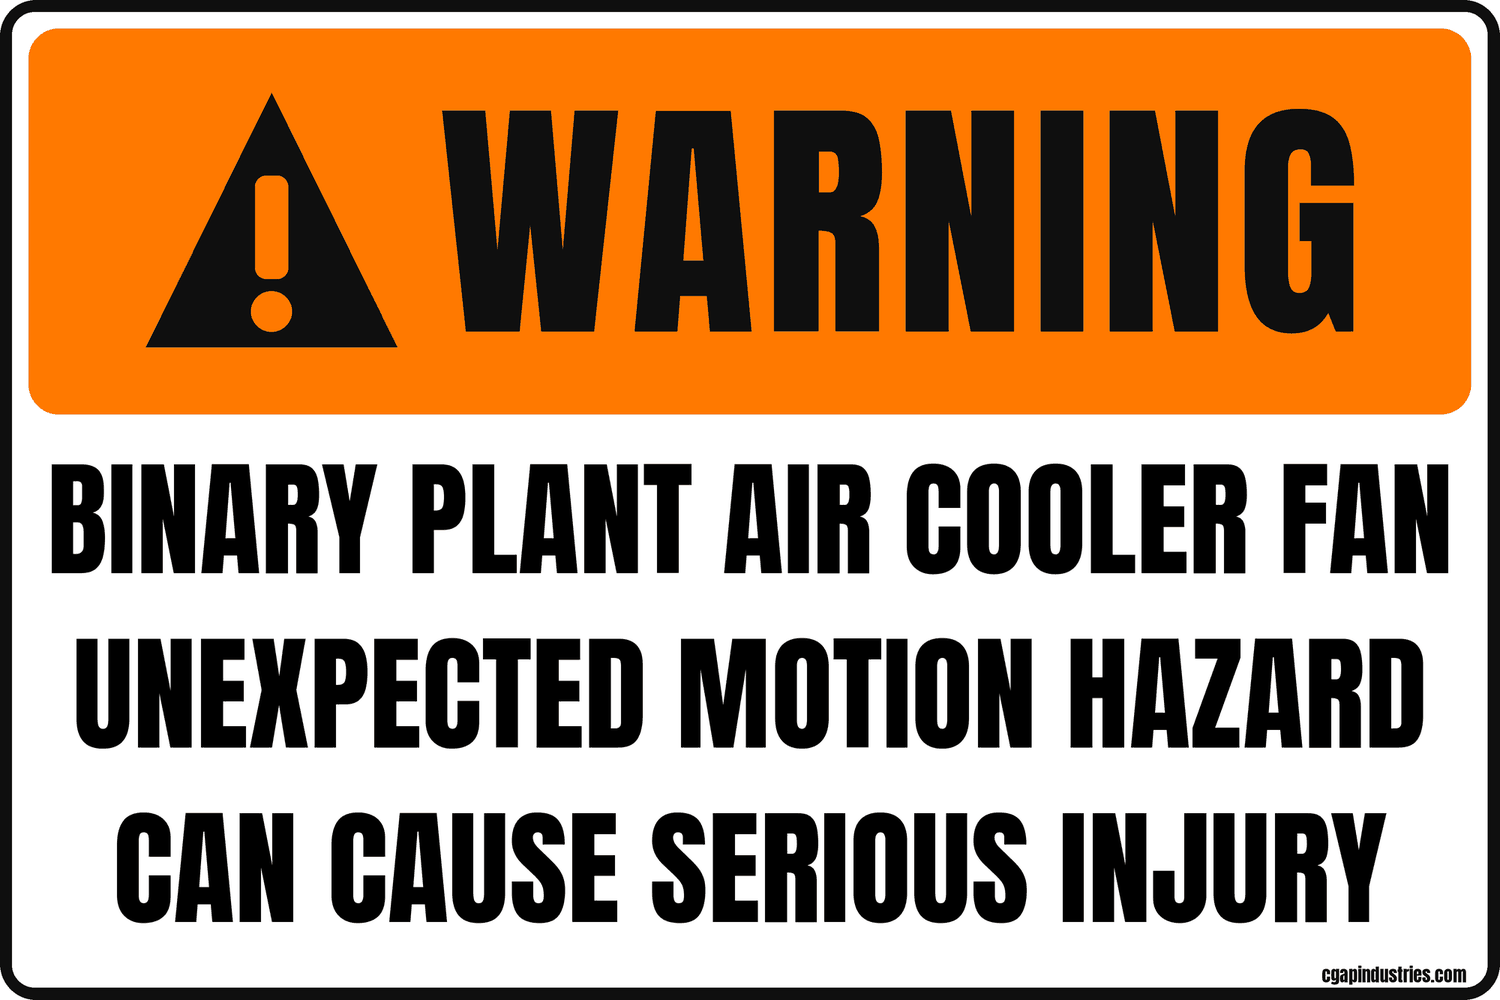 WARNING
BINARY PLANT AIR COOLER FAN
UNEXPECTED MOTION HAZARD
CAN CAUSE SERIOUS INJURY
cgapindustries.com